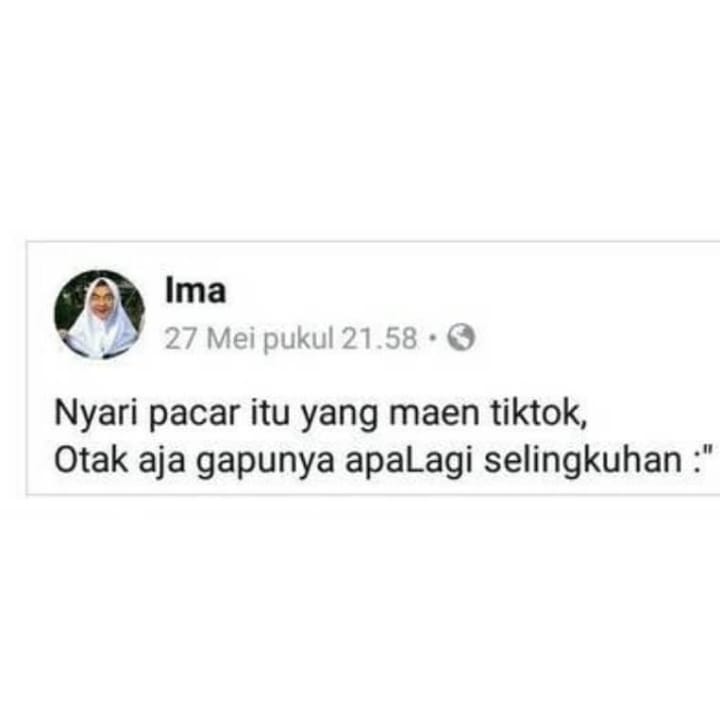 Ima
27 Mei pukul 21.58 •
Nyari pacar itu yang maen tiktok,
Otak aja gapunya apaLagi selingkuhan :"